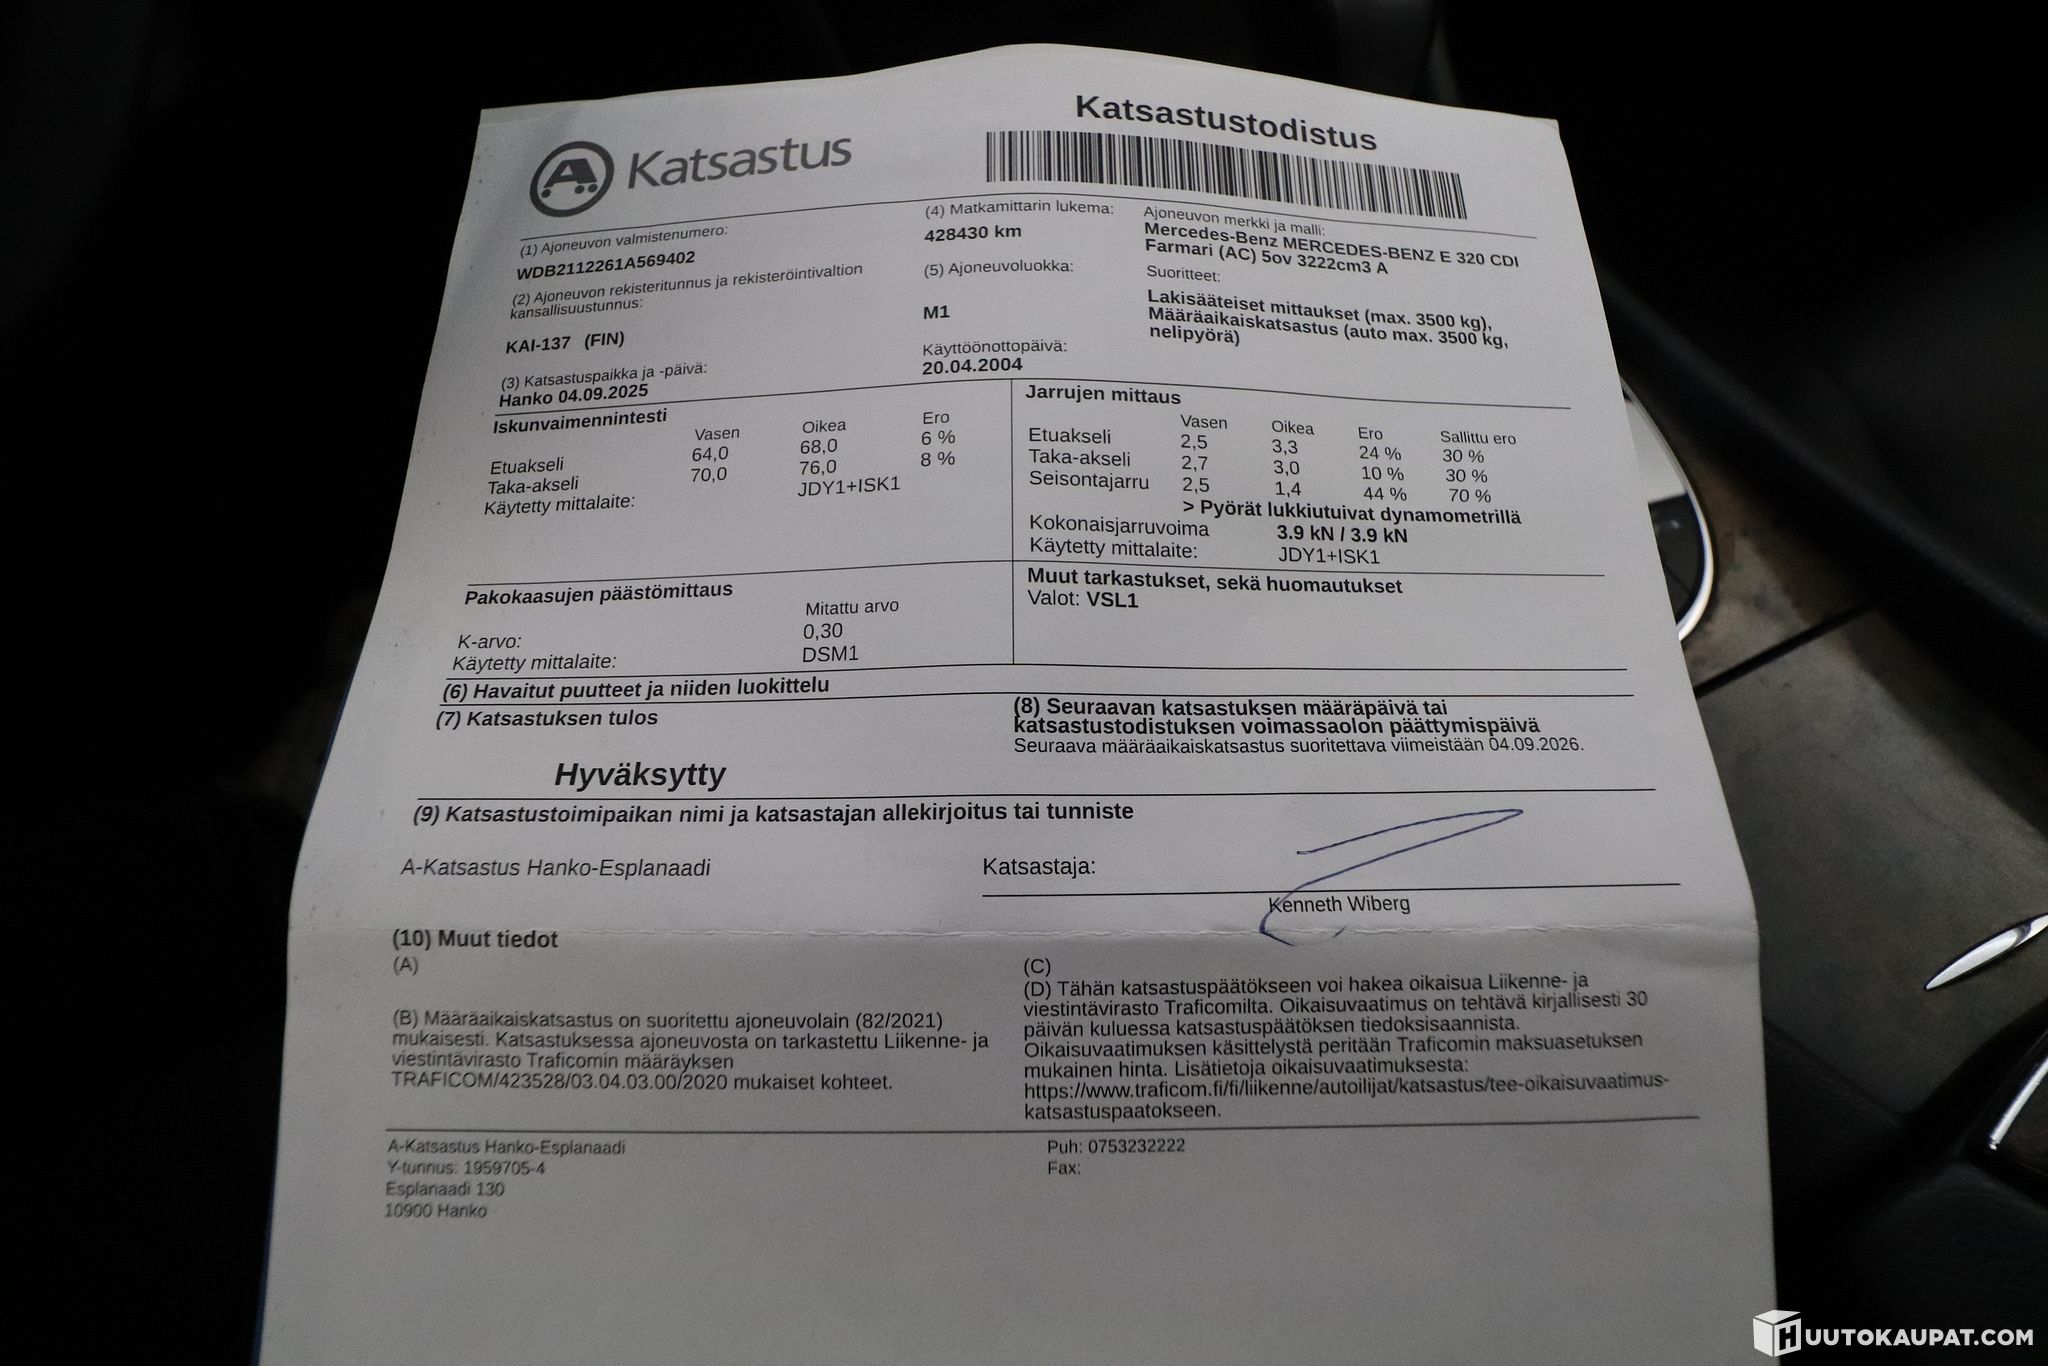 Katsastus
Katsastustodistus
(1) Ajoneuvon valmistenumero:
WDB2112261A569402
(2) Ajoneuvon rekisteritunnus ja rekisteröintivaltion
kansallisuustunnus:
KAI-137 (FIN)
(3) Katsastuspaikka ja -päivä:
Hanko 04.09.2025
(4) Matkamittarin lukema:
428430 km
(5) Ajoneuvoluokka:
M1
Käyttöönottopäivä:
20.04.2004
Ajoneuvon merkki ja malli:
Mercedes-Benz MERCEDES-BENZ E 320 CDI
Farmari (AC) 5ov 3222cm3 A
Suoritteet:
Lakisääteiset mittaukset (max. 3500 kg),
Määräaikaiskatsastus (auto max. 3500 kg,
nelipyörä)
Iskunvaimennintesti
Vasen Oikea Ero
Etuakseli 64,0 68,0 6 %
Taka-akseli 70,0 76,0 8 %
Käytetty mittalaite: JDY1+ISK1
Jarrujen mittaus
Vasen Oikea Ero Sallittu ero
Etuakseli 2,5 3,3 24 % 30 %
Taka-akseli 2,7 3,0 10 % 30 %
Seisontajarru 2,5 1,4 44 % 70 %
> Pyörät lukkiutuivat dynamometrillä
Kokonaisjarruvoima 3.9 kN / 3.9 kN
Käytetty mittalaite: JDY1+ISK1
Pakokaasujen päästömittaus
Mitattu arvo
K-arvo: 0,30
Käytetty mittalaite: DSM1
Muut tarkastukset, sekä huomautukset
Valot: VSL1
(6) Havaitut puutteet ja niiden luokittelu
(7) Katsastuksen tulos
Hyväksytty
(8) Seuraavan katsastuksen määräpäivä tai
katsastustodistuksen voimassaolon päättymispäivä
Seuraava määräaikaiskatsastus suoritettava viimeistään 04.09.2026.
(9) Katsastustoimipaikan nimi ja katsastajan allekirjoitus tai tunniste
A-Katsastus Hanko-Esplanaadi
Katsastaja:
Kenneth Wiberg
(10) Muut tiedot
(A)
(B) Määräaikaiskatsastus on suoritettu ajoneuvolain (82/2021)
mukaisesti. Katsastuksessa ajoneuvosta on tarkastettu Liikenne- ja
viestintävirasto Traficomin määräyksen
TRAFICOM/423528/03.04.03.00/2020 mukaiset kohteet.
(C)
(D) Tähän katsastuspäätökseen voi hakea oikaisua Liikenne- ja
viestintävirasto Traficomilta. Oikaisuvaatimus on tehtävä kirjallisesti 30
päivän kuluessa katsastuspäätöksen tiedoksisaannista.
Oikaisuvaatimuksen käsittelystä peritään Traficomin maksuasetuksen
mukainen hinta. Lisätietoja oikaisuvaatimuksesta:
https://www.traficom.fi/fi/liikenne/autoilijat/katsastus/tee-oikaisuvaatimus-
katsastuspaatokseen.
A-Katsastus Hanko-Esplanaadi
Y-tunnus: 1959705-4
Esplanaadi 130
10900 Hanko
Puh: 0753232222
Fax:
HUUTOKAUPAT.COM